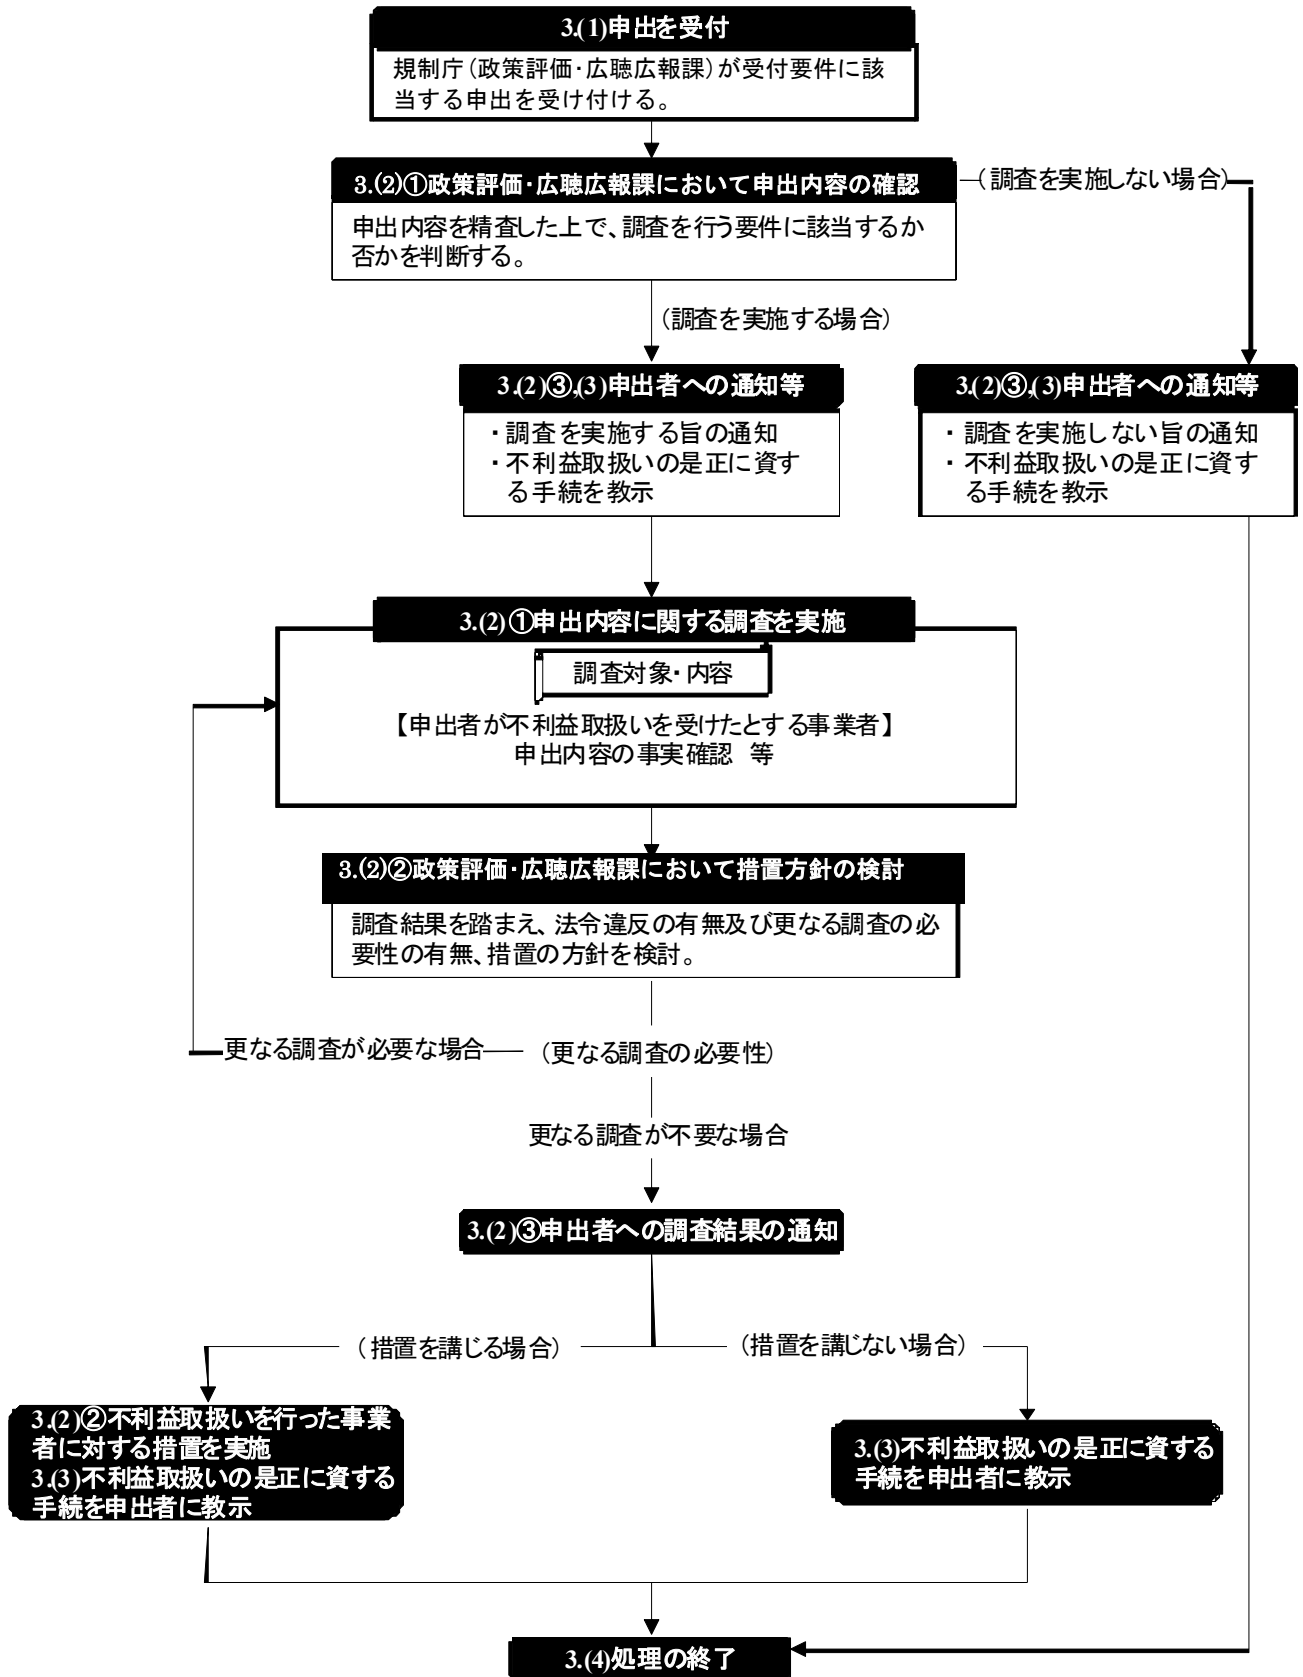 3.(1)申出を受付
規制庁(政策評価・広聴広報課)が受付要件に該
当する申出を受け付ける。
3.(2)①政策評価・広聴広報課において申出内容の確認
(調査を実施しない場合)
申出内容を精査した上で、調査を行う要件に該当するか
否かを判断する。
(調査を実施する場合)
3.(2)③,(3)申出者への通知等
・調査を実施する旨の通知
・不利益取扱いの是正に資す
る手続を教示
3.(2)③,(3)申出者への通知等
・調査を実施しない旨の通知
・不利益取扱いの是正に資す
る手続を教示
3.(2)①申出内容に関する調査を実施
調査対象・内容
【申出者が不利益取扱いを受けたとする事業者】
申出内容の事実確認 等
3.(2)②政策評価・広聴広報課において措置方針の検討
調査結果を踏まえ、法令違反の有無及び更なる調査の必
要性の有無、措置の方針を検討。
更なる調査が必要な場合
(更なる調査の必要性)
更なる調査が不要な場合
3.(2)③申出者への調査結果の通知
(措置を講じる場合)
(措置を講じない場合)
3.(2)②不利益取扱いを行った事業
者に対する措置を実施
3.(3)不利益取扱いの是正に資する
手続を申出者に教示
3.(3)不利益取扱いの是正に資する
手続を申出者に教示
3.(4)処理の終了